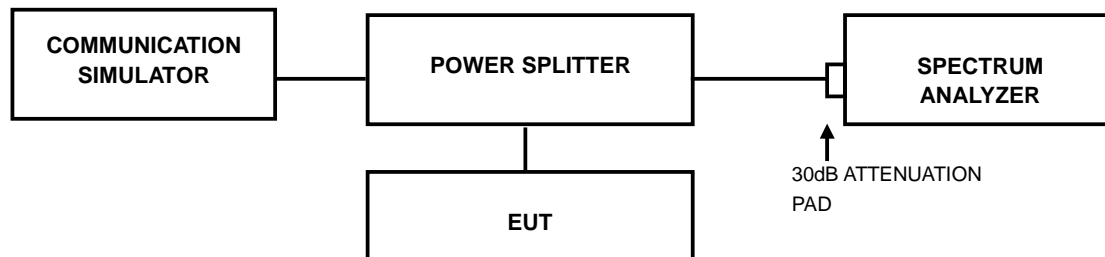 COMMUNICATION
SIMULATOR
POWER SPLITTER
SPECTRUM
ANALYZER
30dB ATTENUATION
PAD
EUT